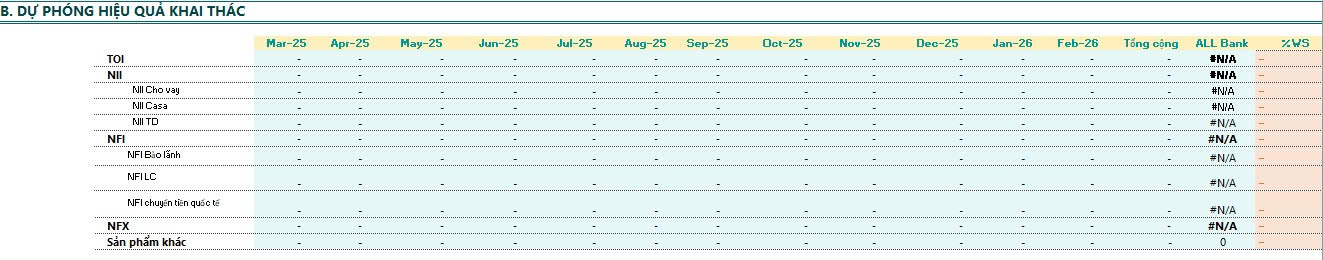 B. DỰ PHÓNG HIỆU QUẢ KHAI THÁC
Mar-25 Apr-25 May-25 Jun-25 Jul-25 Aug-25 Sep-25 Oct-25 Nov-25 Dec-25 Jan-26 Feb-26 Tổng cộng ALL Bank %WS
TOI - - - - - - - - - - - - - #N/A -
NII - - - - - - - - - - - - - #N/A -
NII Cho vay - - - - - - - - - - - - - #N/A -
NII Casa - - - - - - - - - - - - - #N/A -
NII TD - - - - - - - - - - - - - #N/A -
NFI - - - - - - - - - - - - - #N/A -
NFI Bảo lãnh - - - - - - - - - - - - - #N/A -
NFI LC - - - - - - - - - - - - - #N/A -
NFI chuyển tiền quốc tế - - - - - - - - - - - - - #N/A -
NFX - - - - - - - - - - - - - #N/A -
Sản phẩm khác - - - - - - - - - - - - - 0 -